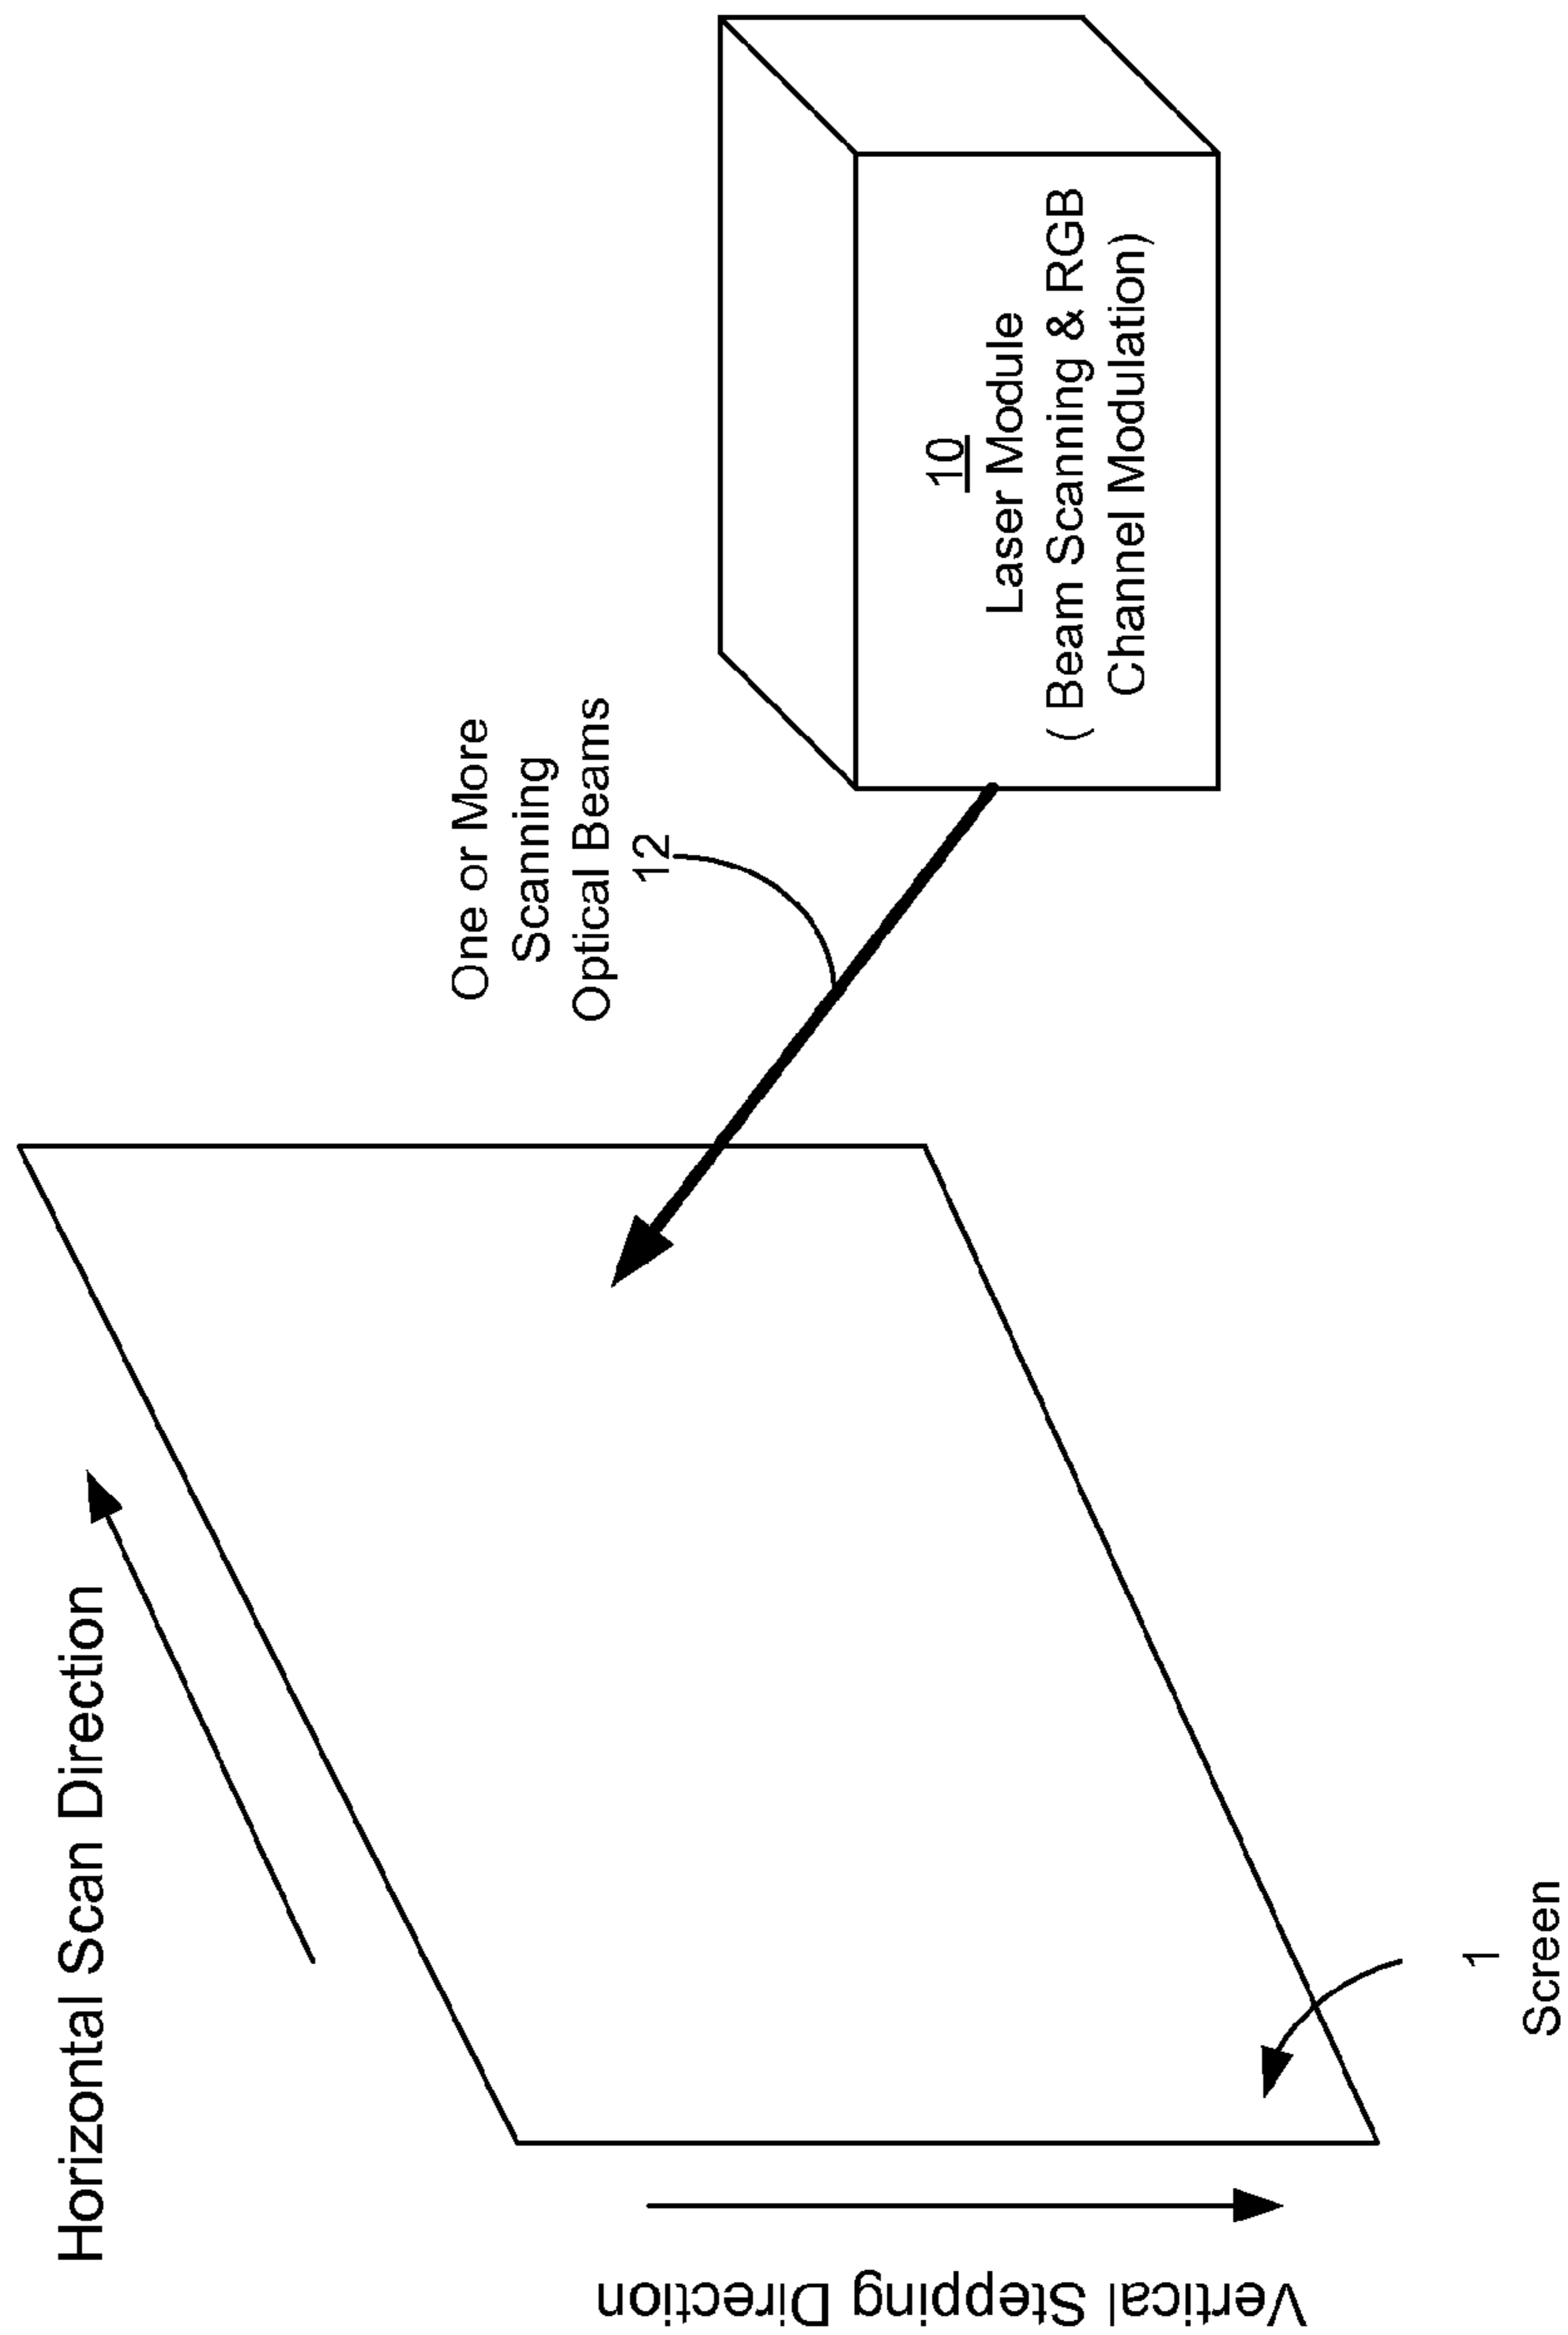 Horizontal Scan Direction
Vertical Stepping Direction
One or More
Scanning
Optical Beams
12
10
Laser Module
( Beam Scanning & RGB
Channel Modulation)
1
Screen